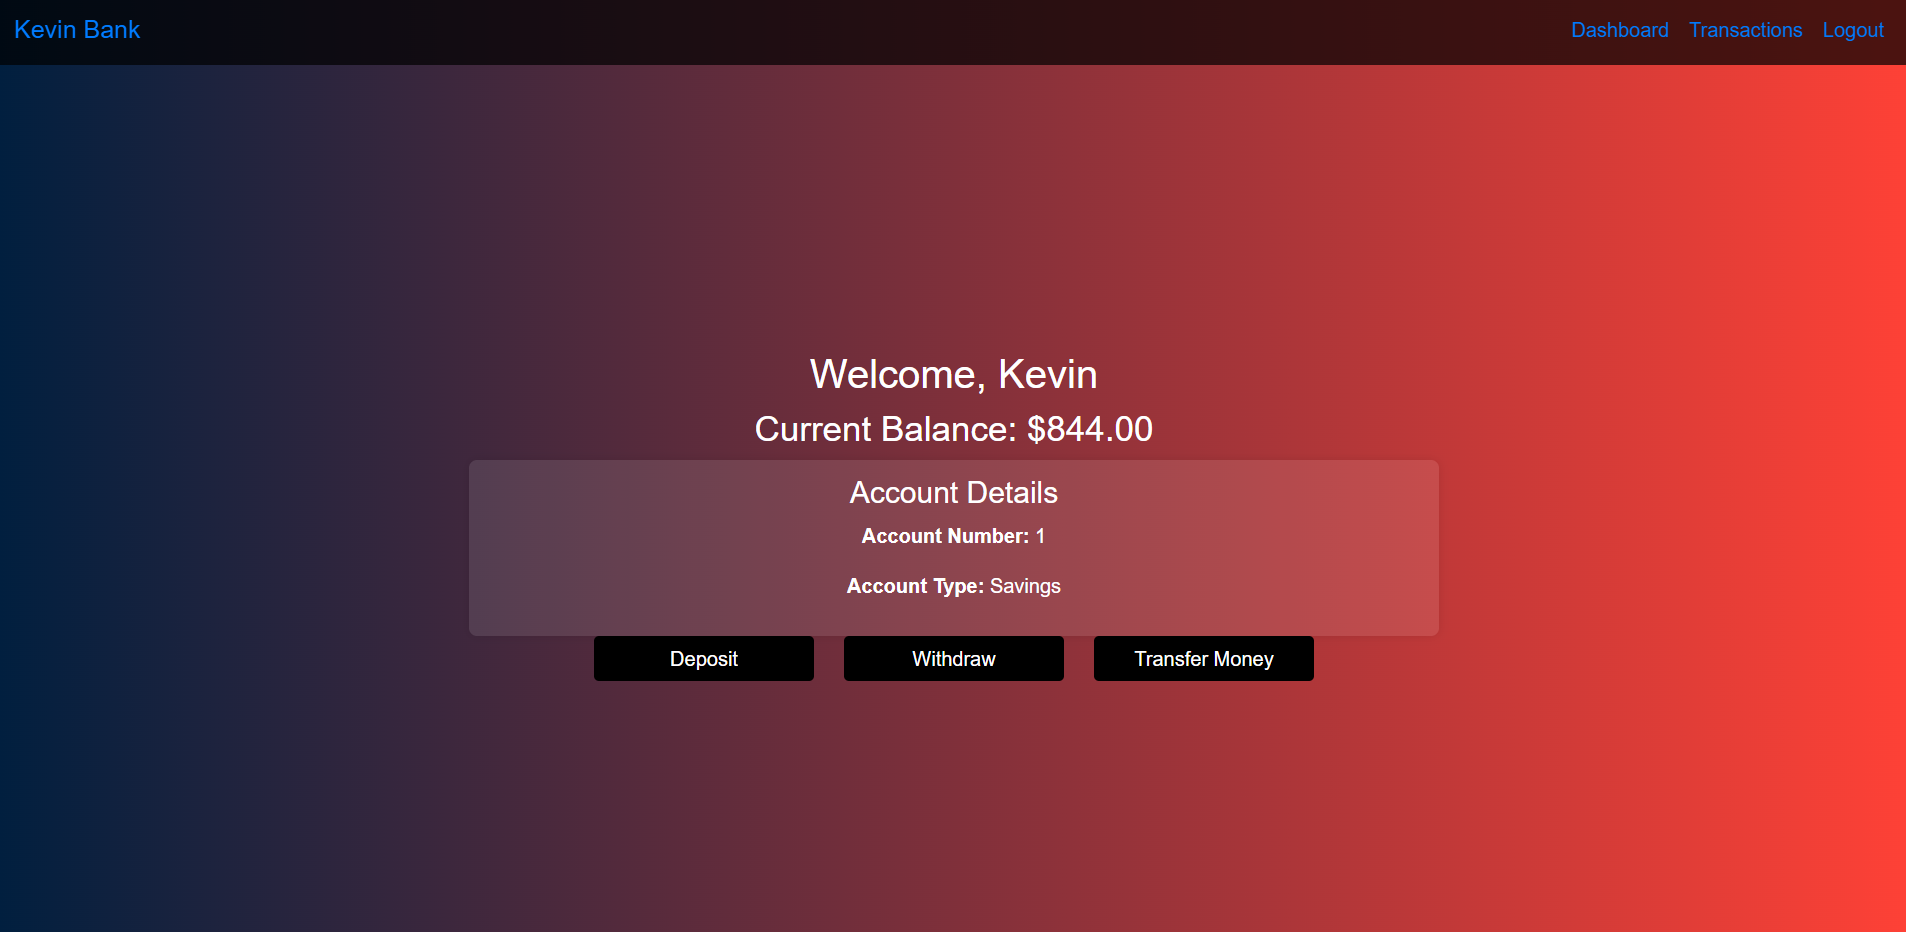 Kevin Bank
Dashboard Transactions Logout
Welcome, Kevin
Current Balance: $844.00
Account Details
Account Number: 1
Account Type: Savings
Deposit Withdraw Transfer Money